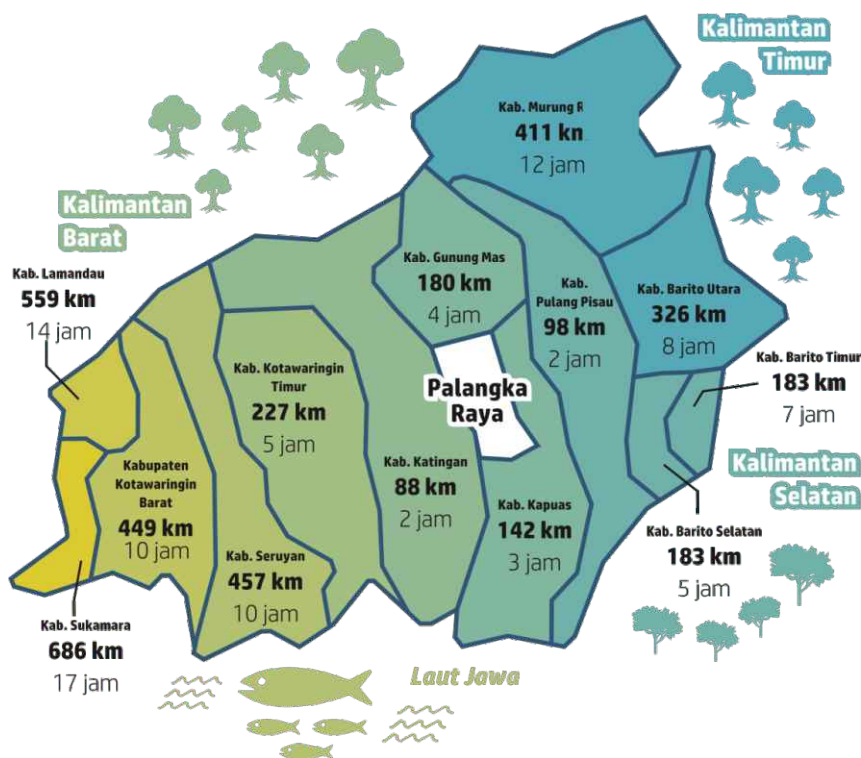 Kalimantan
Timur
Kab. Murung R
411 kn
12 jam
Kalimantan
Barat
Kab. Lamandau
559 km
14 jam
Kab. Gunung Mas
180 km
4 jam
Kab.
Pulang Pisau
98 km
2 jam
Kab. Barito Utara
326 km
8 jam
Kab. Barito Timur
183 km
7 jam
Kab. Kotawaringin
Timur
227 km
5 jam
Palangka
Raya
Kabupaten
Kotawaringin
Barat
449 km
10 jam
Kab. Katingan
88 km
2 jam
Kalimantan
Selatan
Kab. Kapuas
142 km
3 jam
Kab. Barito Selatan
183 km
5 jam
Kab. Seruyan
457 km
10 jam
Kab. Sukamara
686 km
17 jam
Laut Jawa